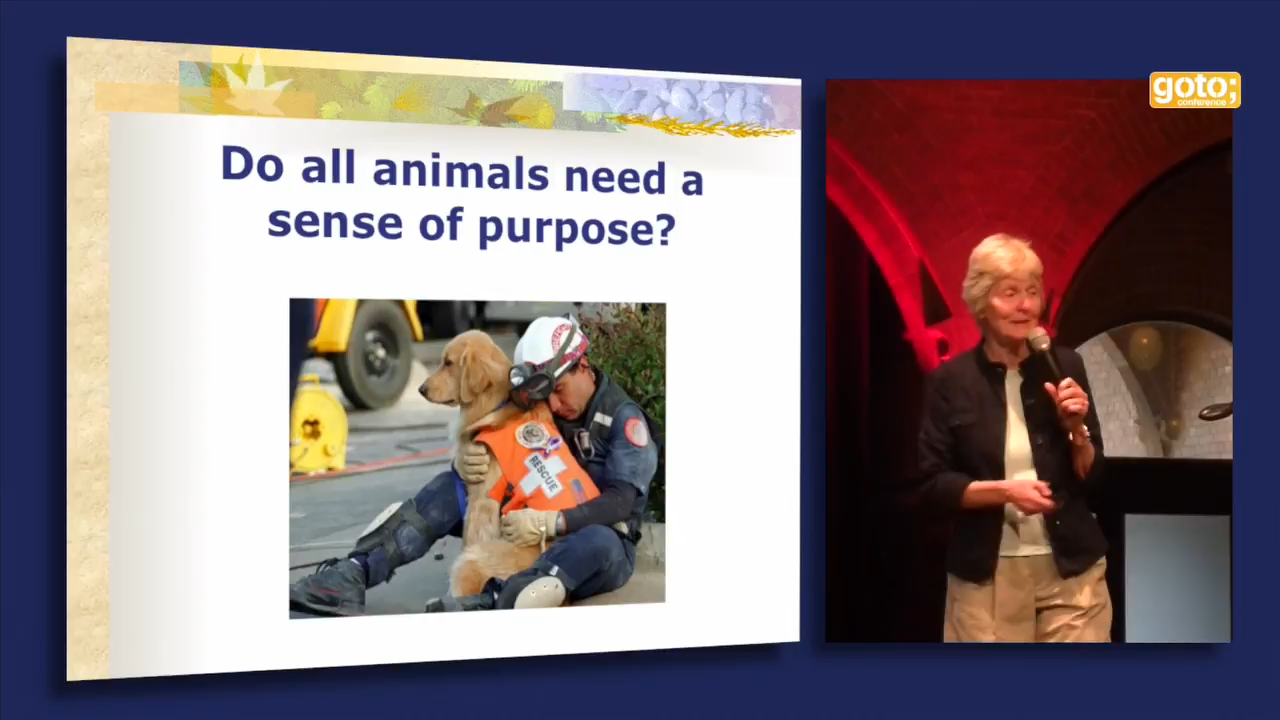 goto;
conference
Do all animals need a
sense of purpose?
RESCUE